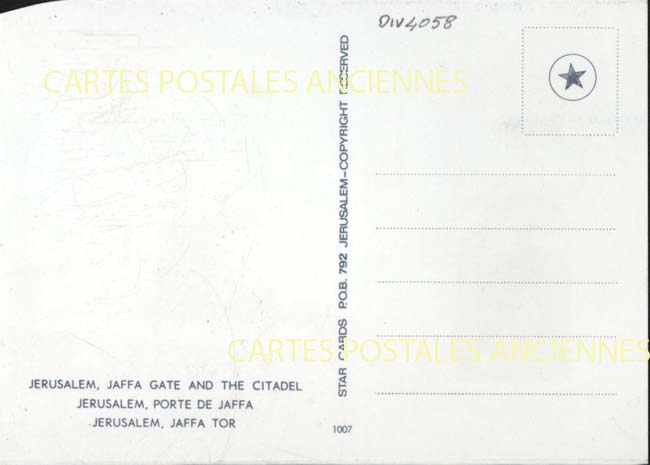 DIV4058
CARTES POSTALES ANCIENNES
STAR CARDS P.O.B. 792 JERUSALEM-COPYRIGHT RESERVED
CARTES POSTALES ANCIENNES
JERUSALEM, JAFFA GATE AND THE CITADEL
JERUSALEM, PORTE DE JAFFA
JERUSALEM, JAFFA TOR
1007